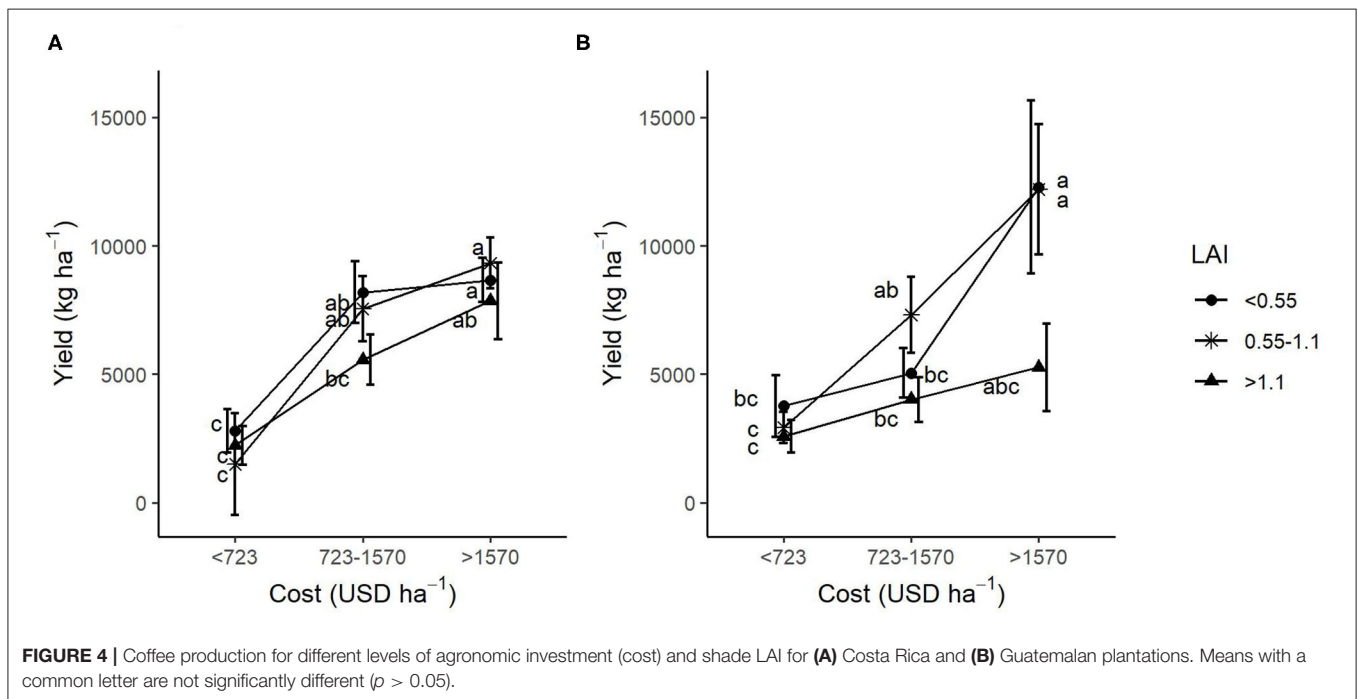 A
B
15000
10000
5000
0
Yield (kg ha⁻¹)
c
c
c
ab
ab
bc
a
a
ab
<723
723-1570
>1570
Cost (USD ha⁻¹)
15000
10000
5000
0
Yield (kg ha⁻¹)
bc
c
c
ab
bc
bc
a
a
abc
<723
723-1570
>1570
Cost (USD ha⁻¹)
LAI
<0.55
0.55-1.1
>1.1
FIGURE 4 | Coffee production for different levels of agronomic investment (cost) and shade LAI for (A) Costa Rica and (B) Guatemalan plantations. Means with a
common letter are not significantly different (p > 0.05).